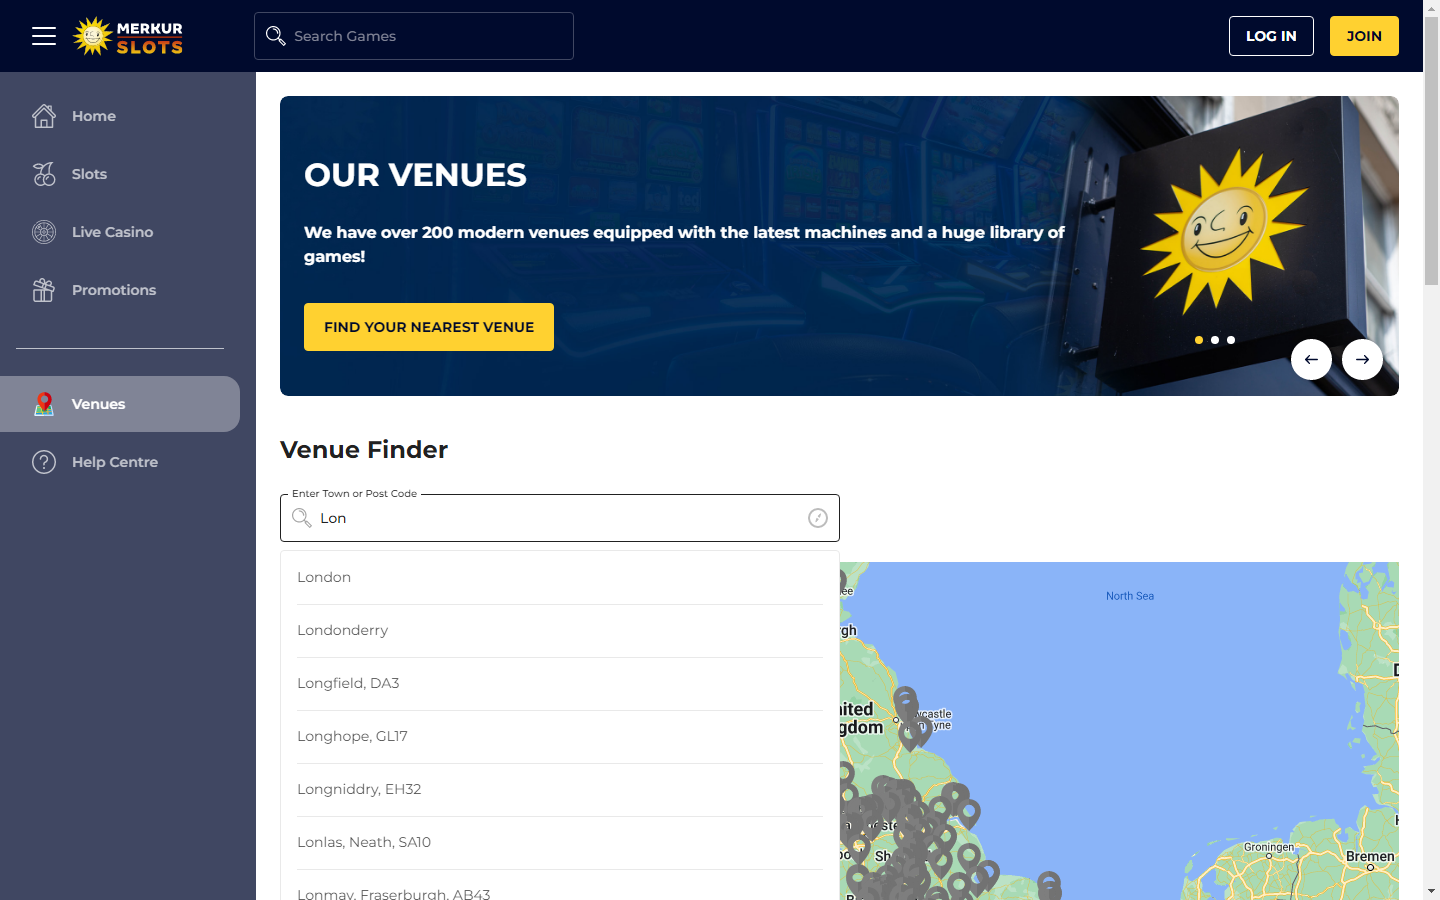 MERKUR
SLOTS
Search Games
LOG IN
JOIN
Home
Slots
Live Casino
Promotions
Venues
Help Centre
OUR VENUES
We have over 200 modern venues equipped with the latest machines and a huge library of
games!
FIND YOUR NEAREST VENUE
Venue Finder
Enter Town or Post Code
Lon
London
Londonderry
Longfield, DA3
Longhope, GL17
Longniddry, EH32
Lonlas, Neath, SA10
Lonmay, Fraserburgh, AB43
North Sea
Groningen
Bremen